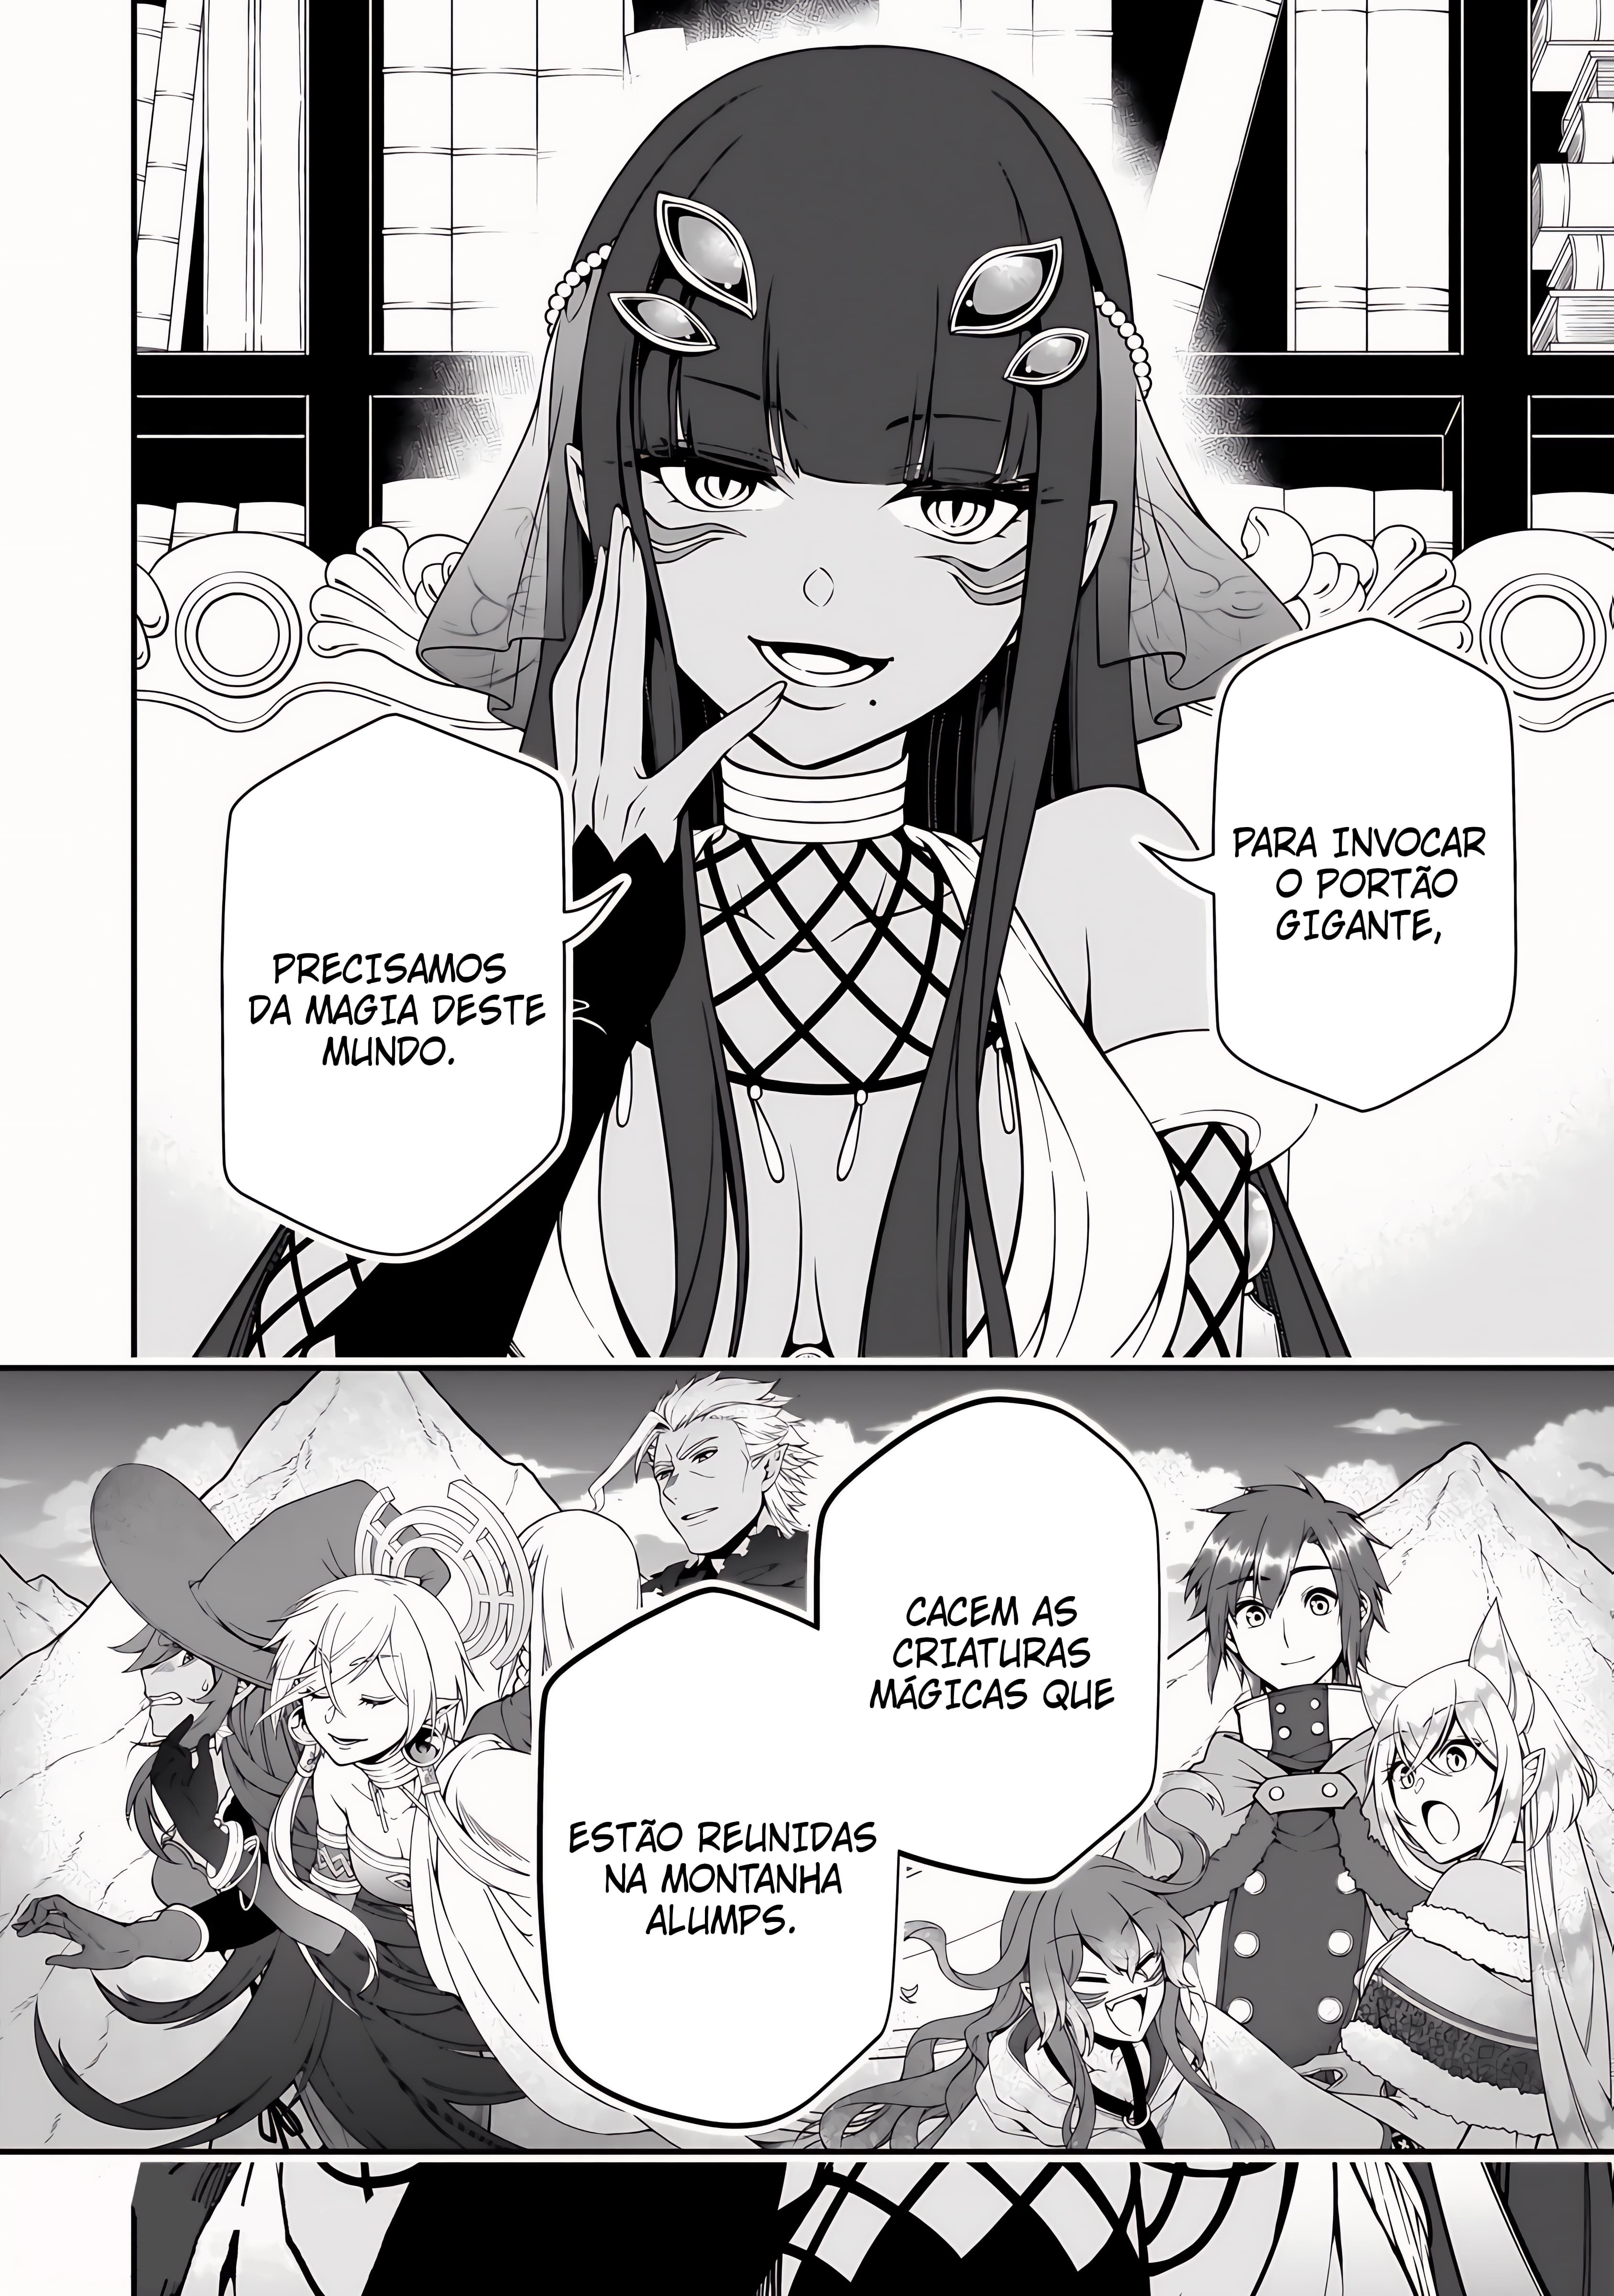 PARA INVOCAR
O PORTÃO
GIGANTE,
PRECISAMOS
DA MAGIA DESTE
MUNDO.
CACEM AS
CRIATURAS
MÁGICAS QUE
ESTÃO REUNIDAS
NA MONTANHA
ALUMPS.